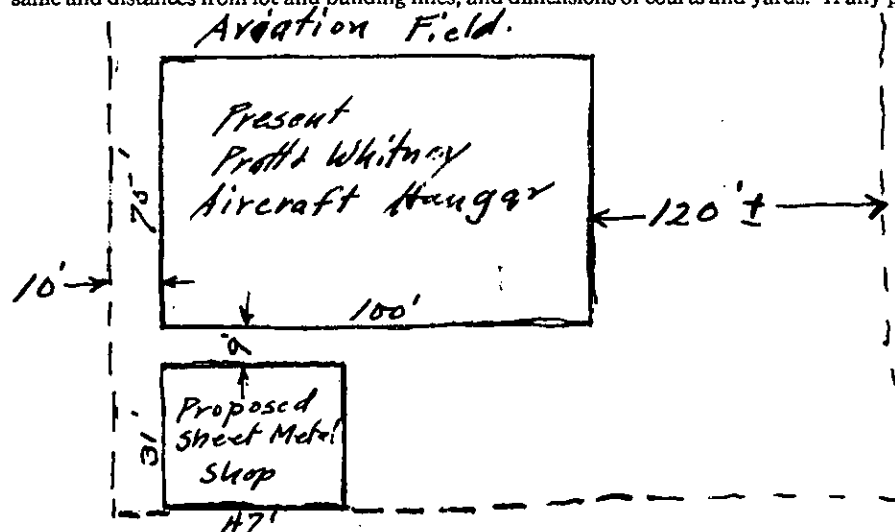 same and distances from lot and building lines, and dimensions of courts and yards. If any p
Aviation Field.
Present
Pratt & Whitney
Aircraft Hangar
120' ±
10'
100'
9'
Proposed
Sheet Metal
Shop
31'
47'